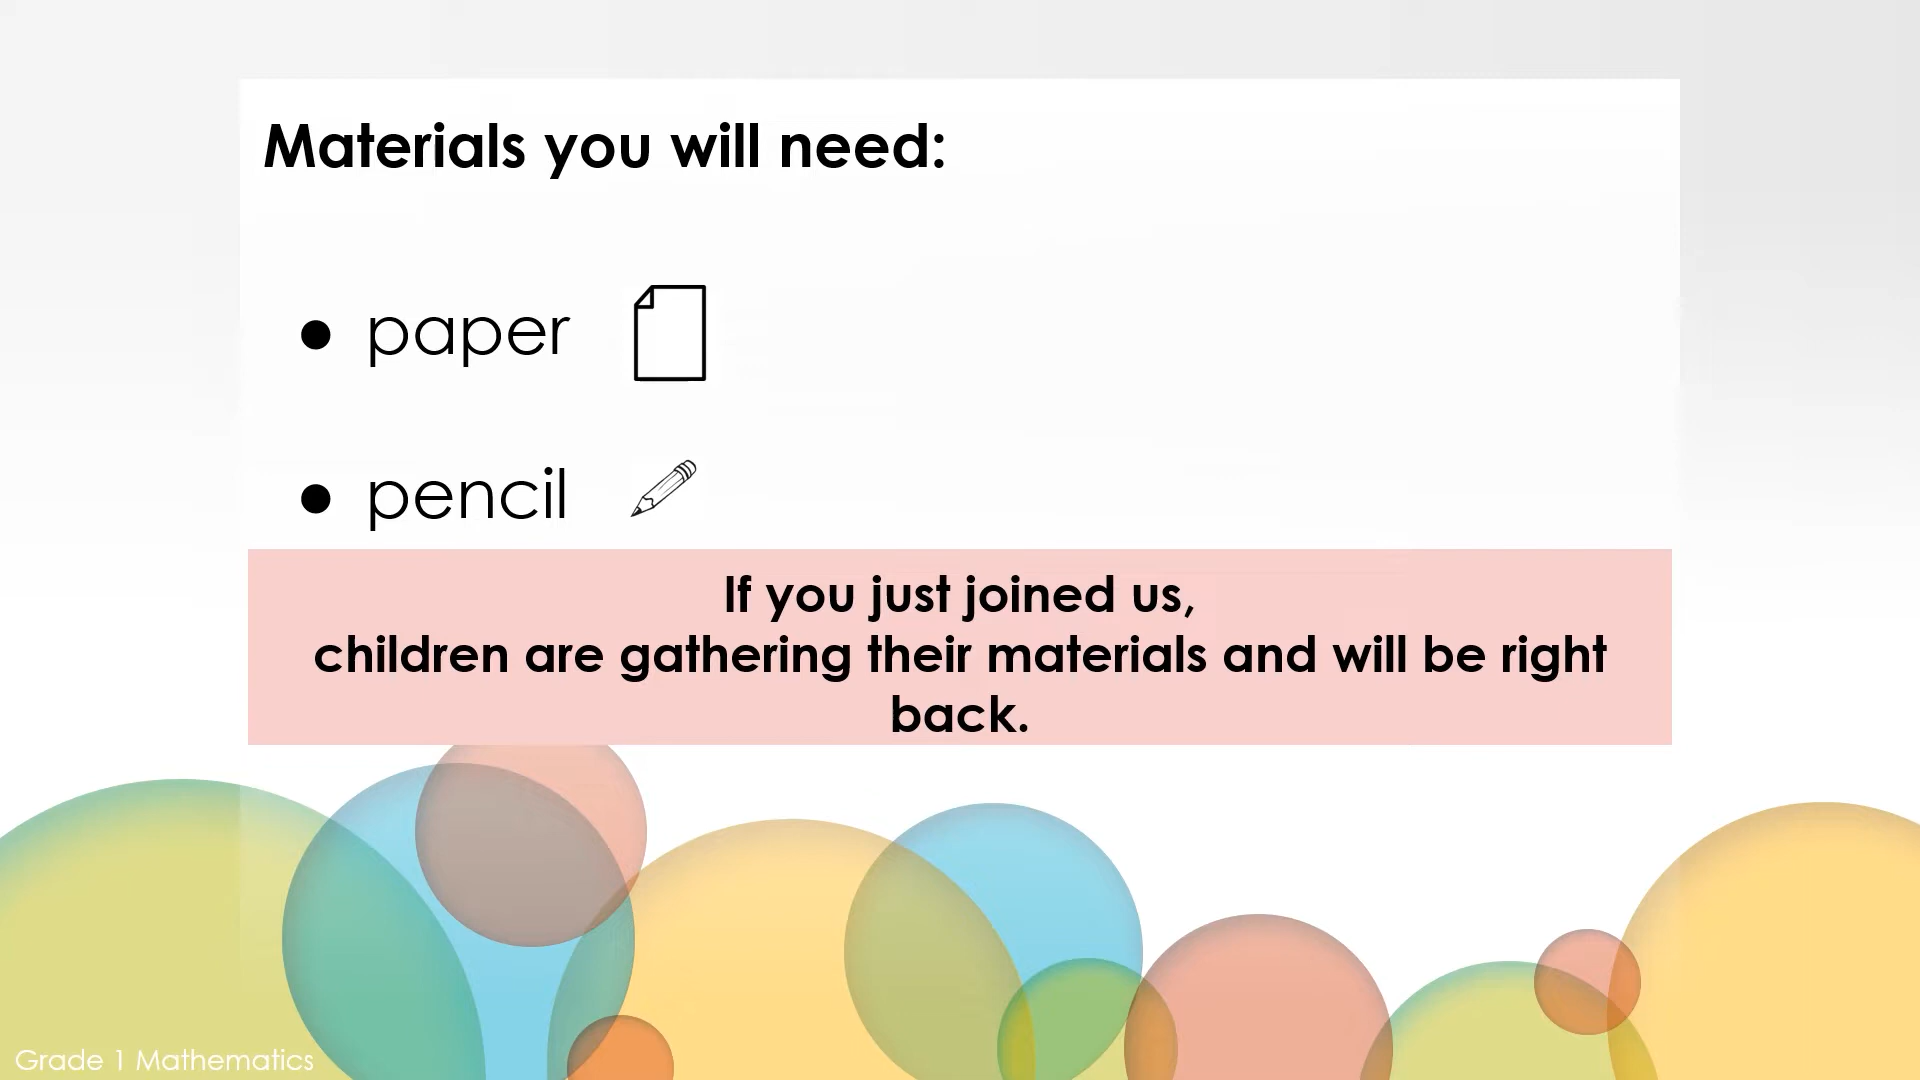 Materials you will need:
● paper
● pencil
If you just joined us,
children are gathering their materials and will be right
back.
Grade 1 Mathematics